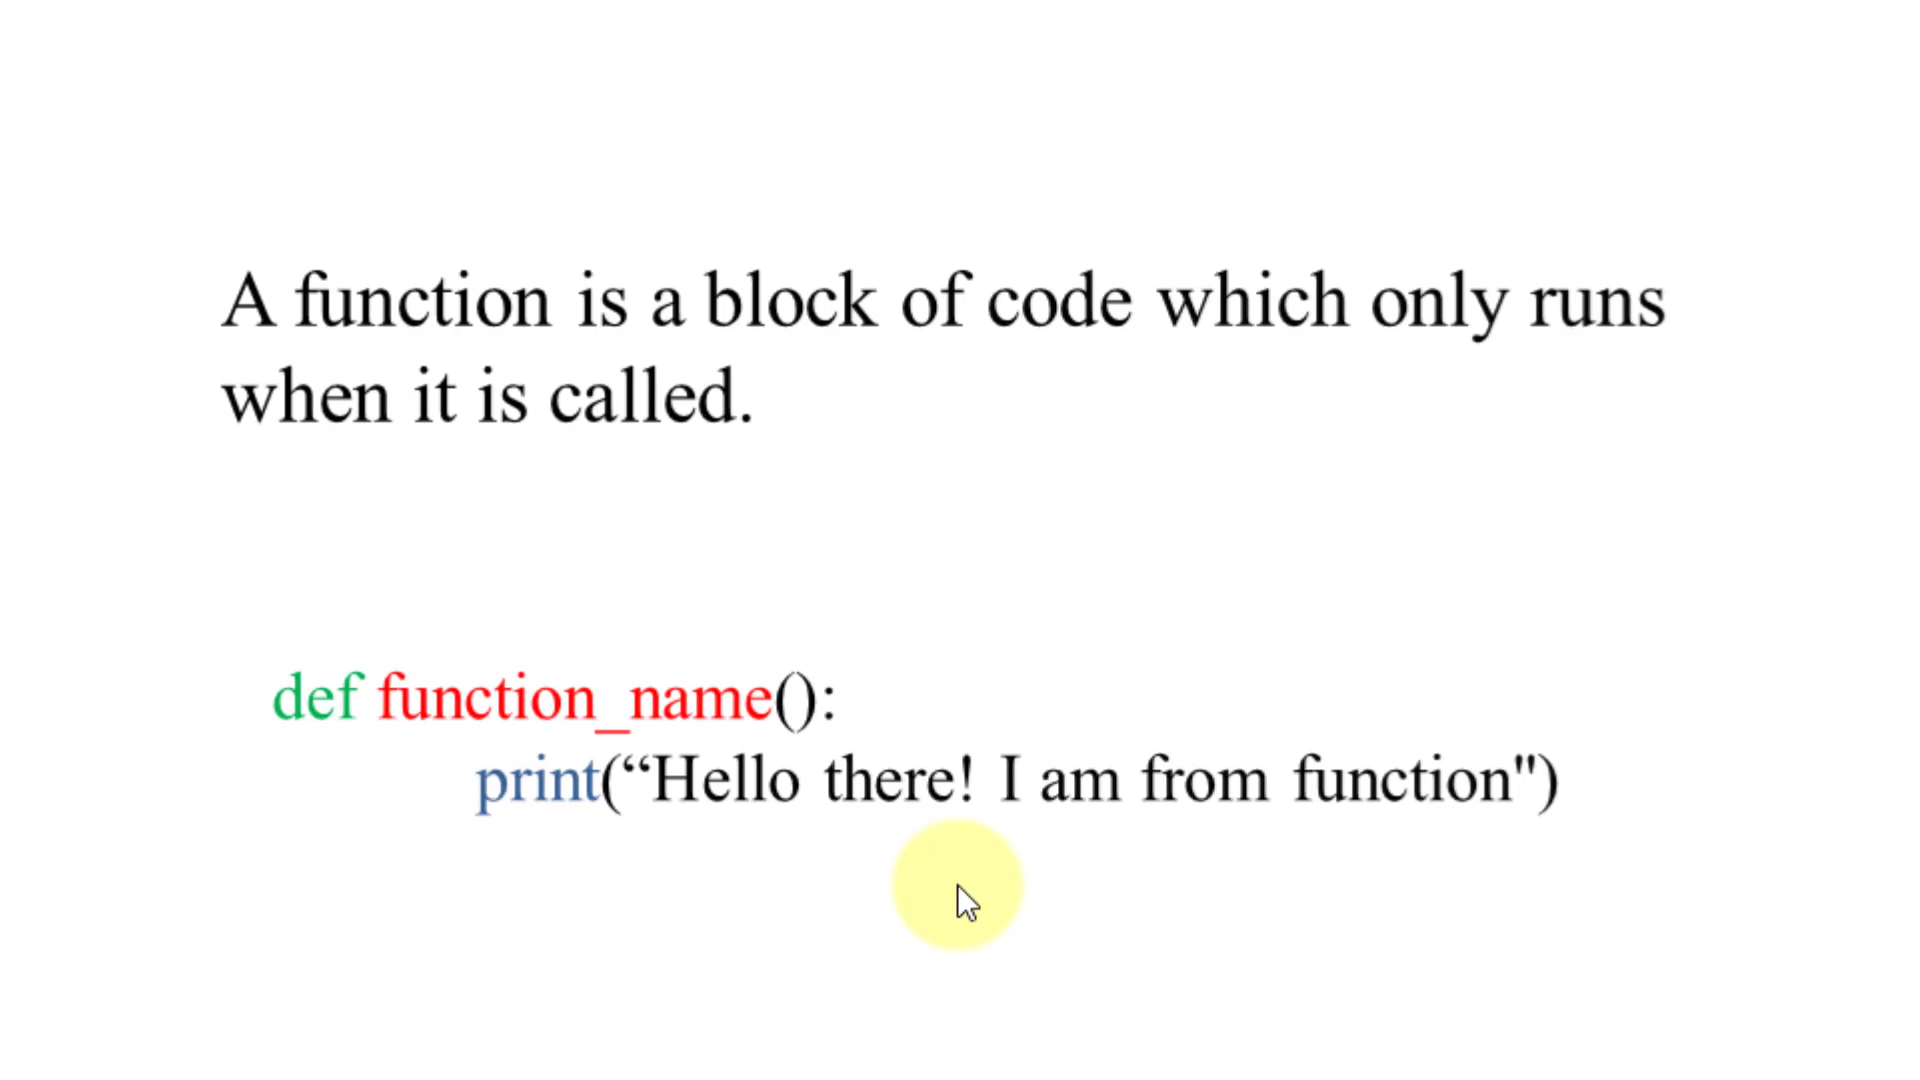 A function is a block of code which only runs
when it is called.
def function_name():
print(“Hello there! I am from function")